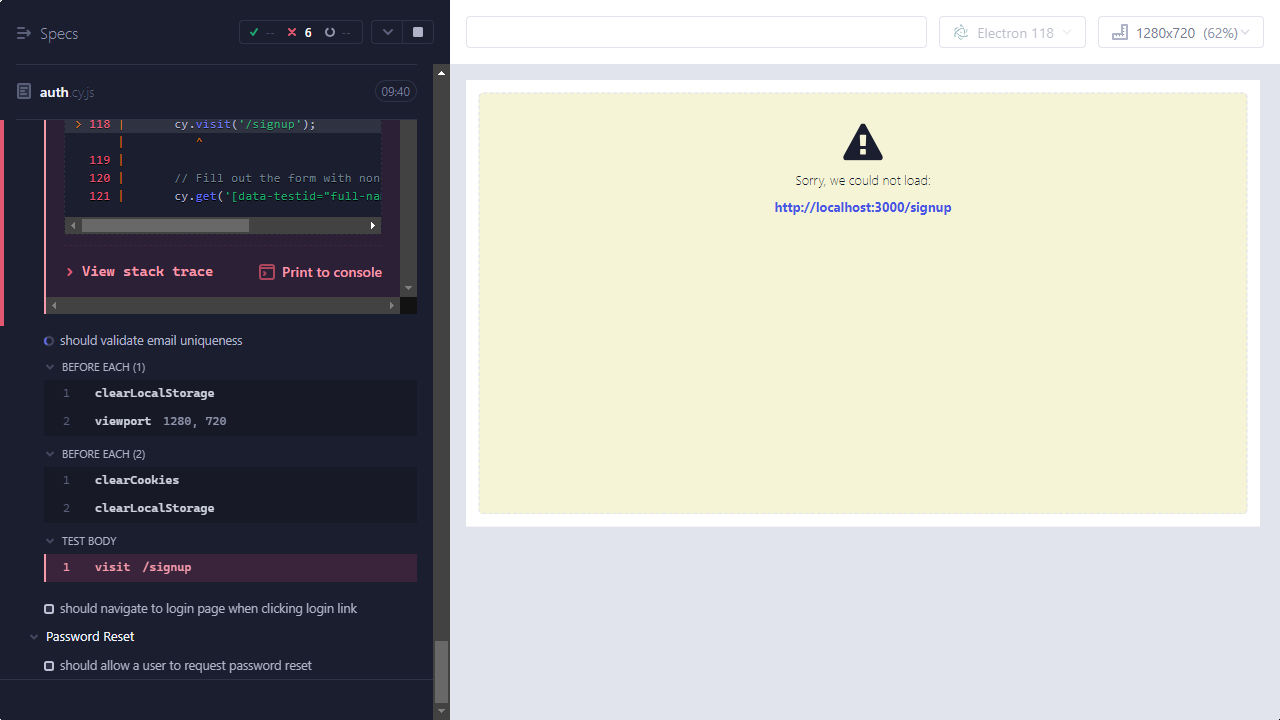 Specs
-- 6 --
auth.cy.js
09:40
> 118 | cy.visit('/signup');
| ^
119 |
120 | // Fill out the form with non
121 | cy.get('[data-testid="full-na
View stack trace
Print to console
should validate email uniqueness
BEFORE EACH (1)
1 clearLocalStorage
2 viewport 1280, 720
BEFORE EACH (2)
1 clearCookies
2 clearLocalStorage
TEST BODY
1 visit /signup
should navigate to login page when clicking login link
Password Reset
should allow a user to request password reset
Electron 118
1280x720 (62%)
Sorry, we could not load:
http://localhost:3000/signup